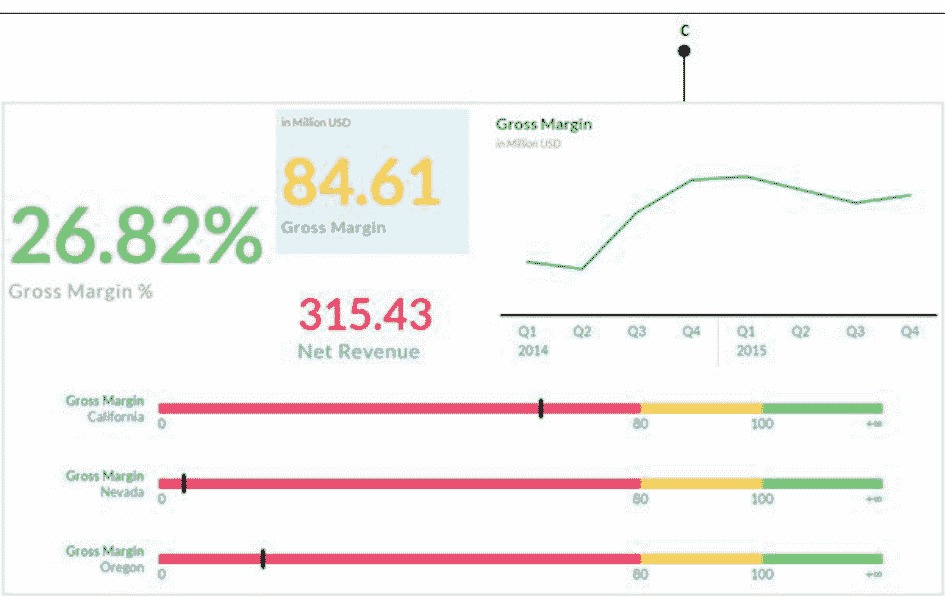 C
in Million USD
84.61
Gross Margin
26.82%
Gross Margin %
315.43
Net Revenue
Gross Margin
in Million USD
Q1 Q2 Q3 Q4 Q1 Q2 Q3 Q4
2014 2015
Gross Margin
California
0 80 100 +∞
Gross Margin
Nevada
0 80 100 +∞
Gross Margin
Oregon
0 80 100 +∞